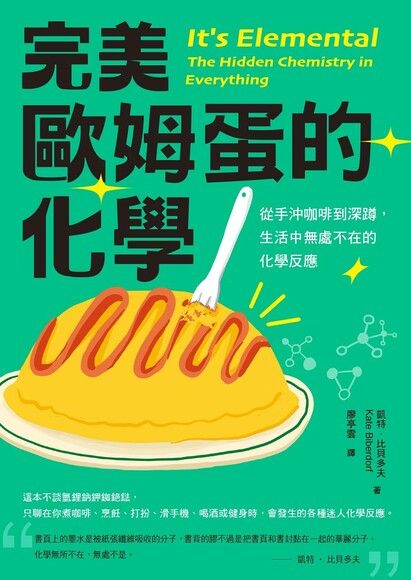 完美
It's Elemental
The Hidden Chemistry in
Everything
歐姆蛋的
化學
從手沖咖啡到深蹲，
生活中無處不在的
化學反應
凱特・比貝多夫 著
Kate Biberdorf
廖亭雲 譯
這本不談氫鋰鈉鉀銣銫鍅，
只聊在你煮咖啡、烹飪、打扮、滑手機、喝酒或健身時，會發生的各種迷人化學反應。
“書頁上的墨水是被紙張纖維吸收的分子，書背的膠不過是把書頁和書封黏在一起的華麗分子。
化學無所不在、無處不是。 ——凱特・比貝多夫”